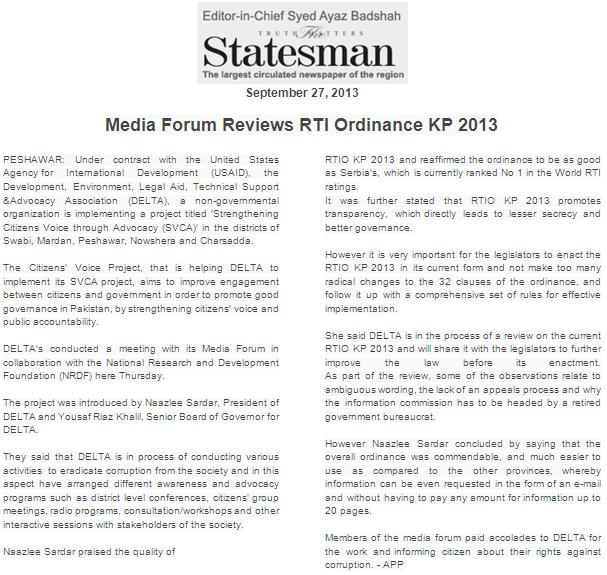 Editor-in-Chief Syed Ayaz Badshah
TRUTH MATTERS
The
Statesman
The largest circulated newspaper of the region
September 27, 2013
Media Forum Reviews RTI Ordinance KP 2013
PESHAWAR: Under contract with the United States
Agency for International Development (USAID), the
Development, Environment, Legal Aid, Technical Support
&Advocacy Association (DELTA), a non-governmental
organization is implementing a project titled 'Strengthening
Citizens Voice through Advocacy (SVCA)' in the districts of
Swabi, Mardan, Peshawar, Nowshera and Charsadda.
The Citizens' Voice Project, that is helping DELTA to
implement its SVCA project, aims to improve engagement
between citizens and government in order to promote good
governance in Pakistan, by strengthening citizens' voice and
public accountability.
DELTA's conducted a meeting with its Media Forum in
collaboration with the National Research and Development
Foundation (NRDF) here Thursday.
The project was introduced by Naazlee Sardar, President of
DELTA and Yousaf Riaz Khalil, Senior Board of Governor for
DELTA.
They said that DELTA is in process of conducting various
activities to eradicate corruption from the society and in this
aspect have arranged different awareness and advocacy
programs such as district level conferences, citizens' group
meetings, radio programs, consultation/workshops and other
interactive sessions with stakeholders of the society.
Naazlee Sardar praised the quality of
RTIO KP 2013 and reaffirmed the ordinance to be as good
as Serbia's, which is currently ranked No 1 in the World RTI
ratings.
It was further stated that RTIO KP 2013 promotes
transparency, which directly leads to lesser secrecy and
better governance.
However it is very important for the legislators to enact the
RTIO KP 2013 in its current form and not make too many
radical changes to the 32 clauses of the ordinance, and
follow it up with a comprehensive set of rules for effective
implementation.
She said DELTA is in the process of a review on the current
RTIO KP 2013 and will share it with the legislators to further
improve the law before its enactment.
As part of the review, some of the observations relate to
ambiguous wording, the lack of an appeals process and why
the information commission has to be headed by a retired
government bureaucrat.
However Naazlee Sardar concluded by saying that the
overall ordinance was commendable, and much easier to
use as compared to the other provinces, whereby
information can be even requested in the form of an e-mail
and without having to pay any amount for information up to
20 pages.
Members of the media forum paid accolades to DELTA for
the work and informing citizen about their rights against
corruption. - APP